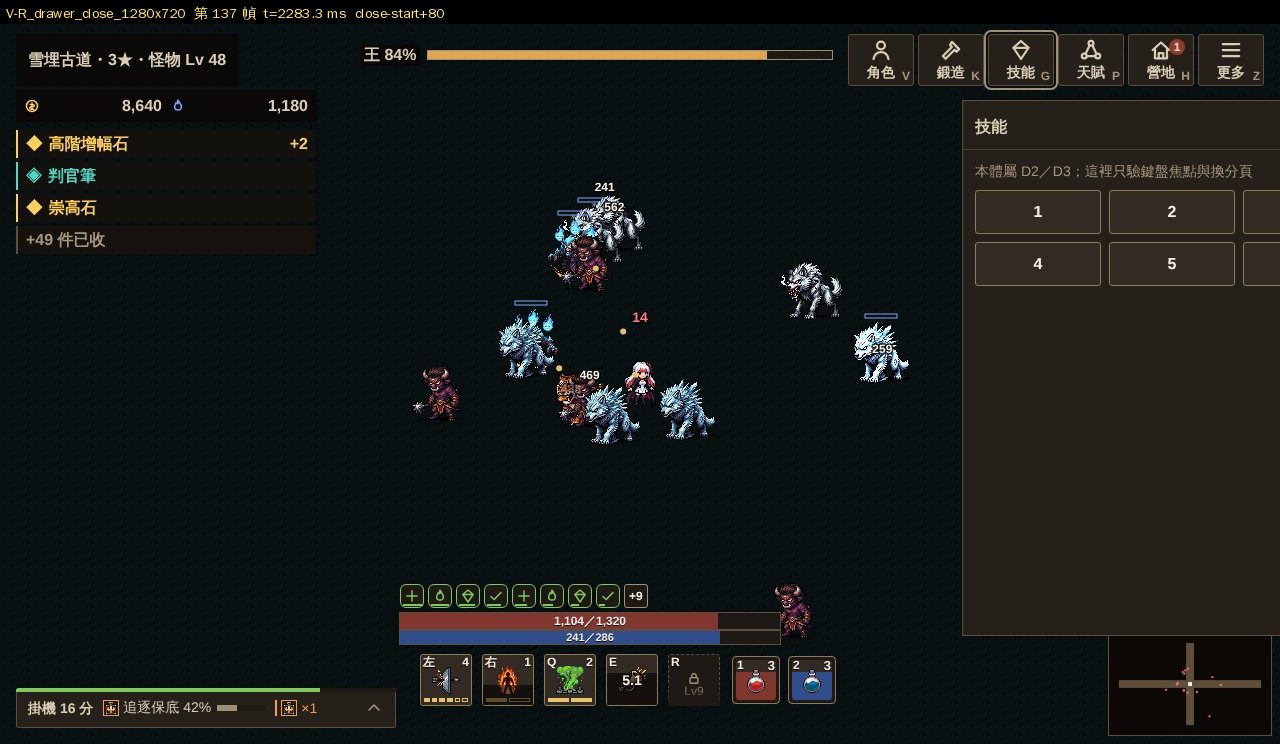 V-R_drawer_close_1280x720 第 137 幀 t=2283.3 ms close-start+80
雪埋古道・3★・怪物 Lv 48
王 84%
角色 V
鍛造 K
技能 G
天賦 P
營地 H 1
更多 Z
8,640 1,180
高階增幅石 +2
判官筆
崇高石
+49 件已收
技能
本體屬 D2／D3；這裡只驗鍵盤焦點與換分頁
1 2
4 5
241
562
14
259
469
+9
1,104／1,320
241／286
左 4
右 1
Q 2
E 5.1
R Lv9
1 3
2 3
掛機 16 分 追逐保底 42% ×1